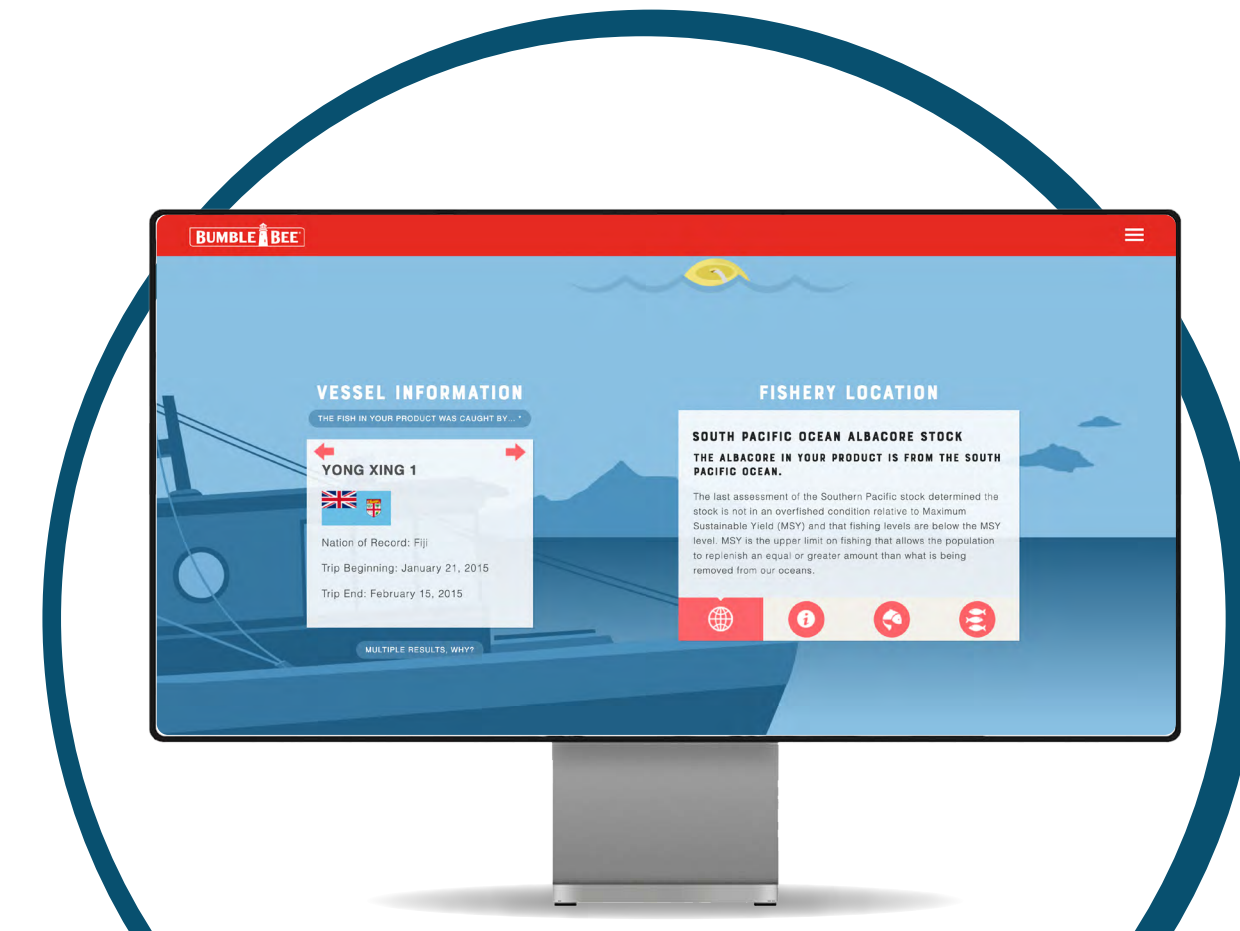 BUMBLE BEE®
VESSEL INFORMATION
THE FISH IN YOUR PRODUCT WAS CAUGHT BY... *
YONG XING 1
Nation of Record: Fiji
Trip Beginning: January 21, 2015
Trip End: February 15, 2015
MULTIPLE RESULTS, WHY?
FISHERY LOCATION
SOUTH PACIFIC OCEAN ALBACORE STOCK
THE ALBACORE IN YOUR PRODUCT IS FROM THE SOUTH
PACIFIC OCEAN.
The last assessment of the Southern Pacific stock determined the
stock is not in an overfished condition relative to Maximum
Sustainable Yield (MSY) and that fishing levels are below the MSY
level. MSY is the upper limit on fishing that allows the population
to replenish an equal or greater amount than what is being
removed from our oceans.